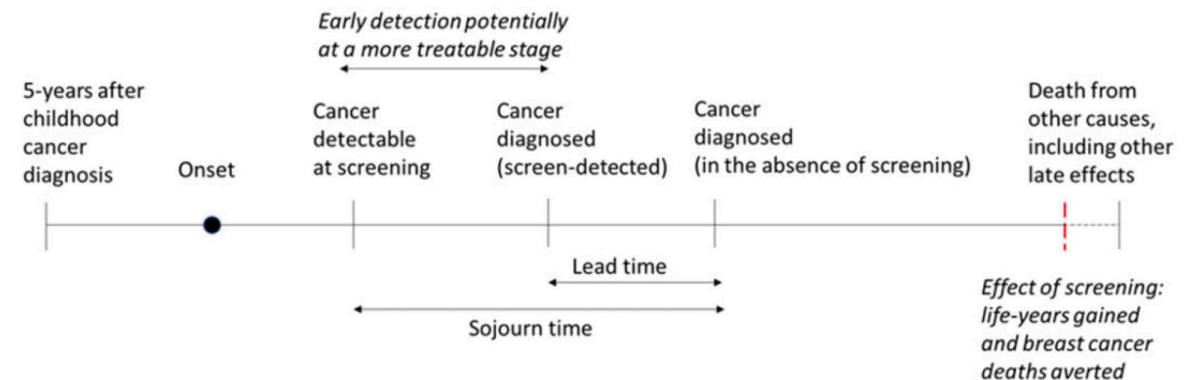 Early detection potentially
at a more treatable stage
5-years after
childhood
cancer
diagnosis
Onset
Cancer
detectable
at screening
Cancer
diagnosed
(screen-detected)
Cancer
diagnosed
(in the absence of screening)
Death from
other causes,
including other
late effects
Lead time
Sojourn time
Effect of screening:
life-years gained
and breast cancer
deaths averted